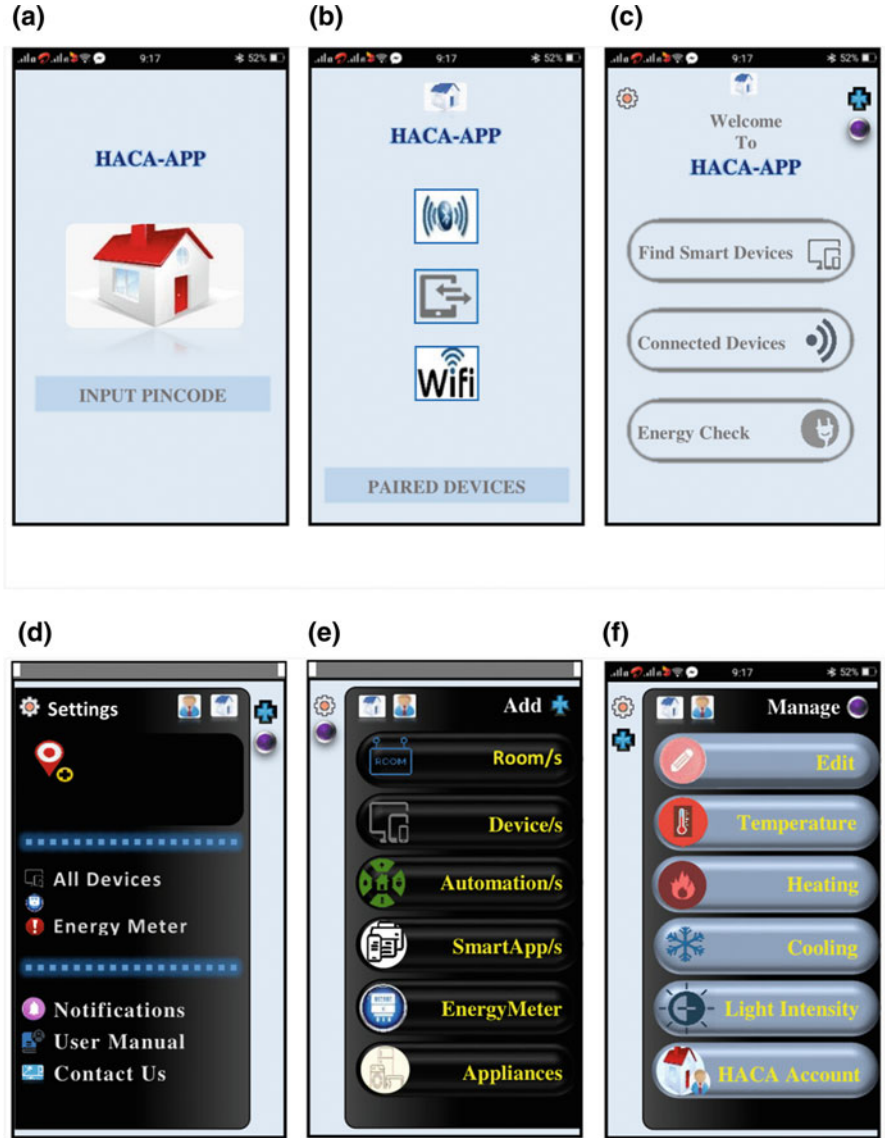 (a)
(b)
(c)
9:17
52%
9:17
52%
9:17
52%
HACA-APP
INPUT PINCODE
HACA-APP
Wifi
PAIRED DEVICES
Welcome
To
HACA-APP
Find Smart Devices
Connected Devices
Energy Check
(d)
(e)
(f)
Settings
All Devices
Energy Meter
Notifications
User Manual
Contact Us
Add
ROOM
Room/s
Device/s
Automation/s
SmartApp/s
EnergyMeter
Appliances
9:17
52%
Manage
Edit
Temperature
Heating
Cooling
Light Intensity
HACA Account